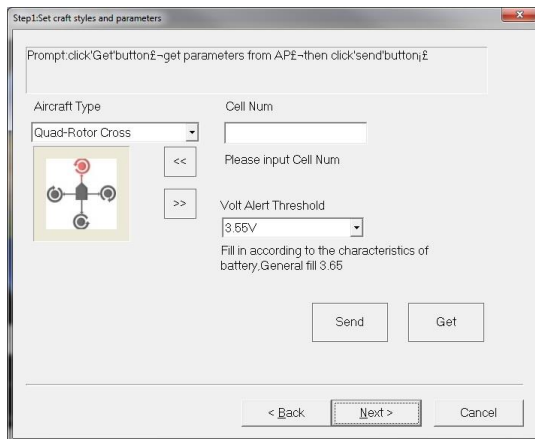 Step1:Set craft styles and parameters
Prompt:click'Get'button£¬get parameters from AP£¬then click'send'button¡£
Aircraft Type
Cell Num
Quad-Rotor Cross
<<
Please input Cell Num
>>
Volt Alert Threshold
3.55V
Fill in according to the characteristics of
battery,General fill 3.65
Send
Get
< Back
Next >
Cancel